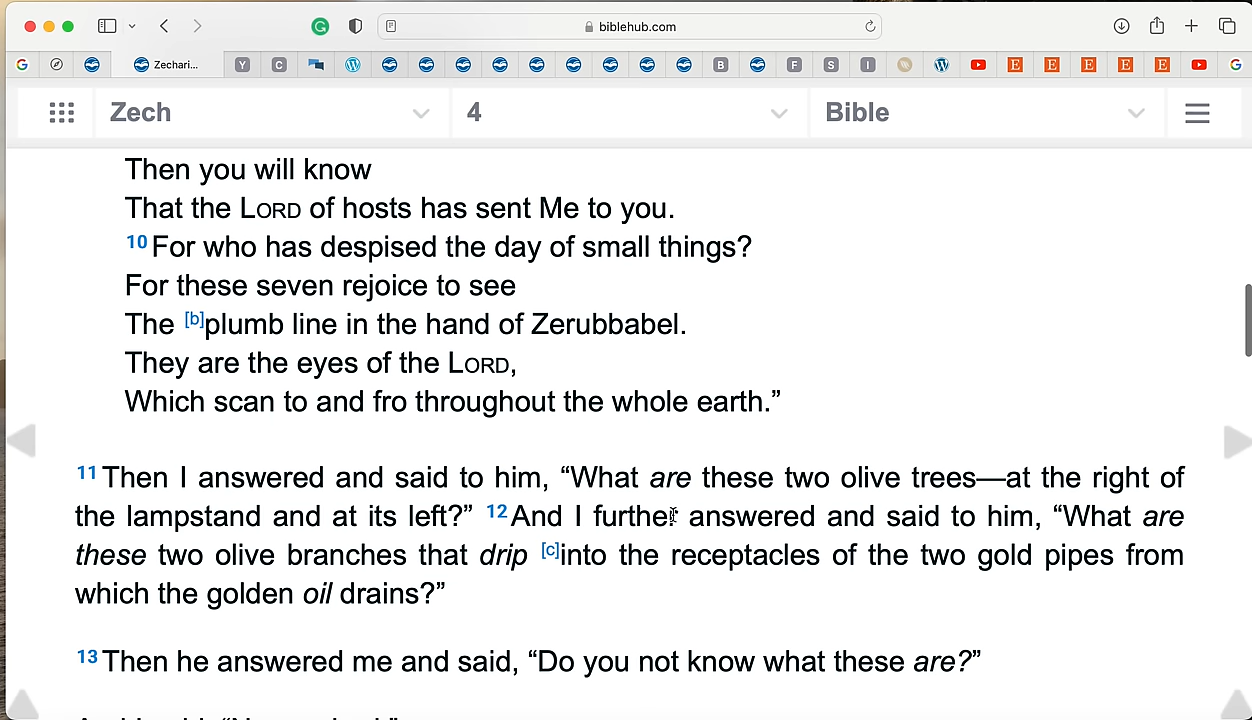 biblehub.com
Zechari...
Zech
4
Bible
Then you will know
That the LORD of hosts has sent Me to you.
10 For who has despised the day of small things?
For these seven rejoice to see
The [b]plumb line in the hand of Zerubbabel.
They are the eyes of the LORD,
Which scan to and fro throughout the whole earth.”
11 Then I answered and said to him, “What are these two olive trees—at the right of
the lampstand and at its left?” 12 And I further answered and said to him, “What are
these two olive branches that drip [c]into the receptacles of the two gold pipes from
which the golden oil drains?”
13 Then he answered me and said, “Do you not know what these are?”